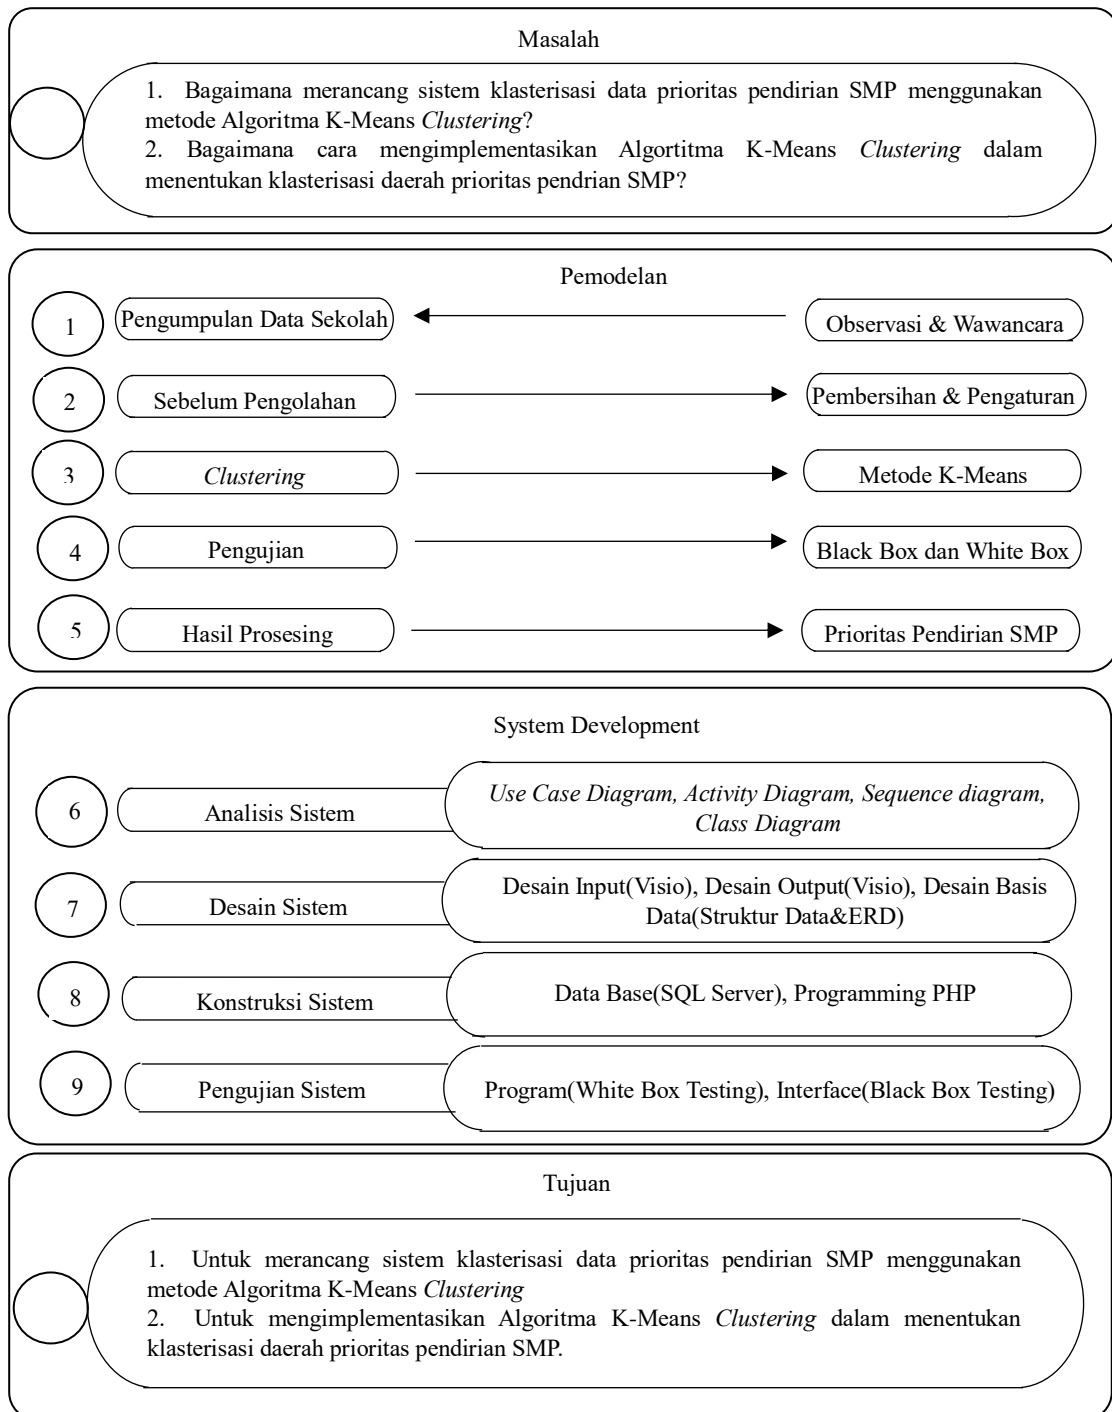 Masalah
1. Bagaimana merancang sistem klasterisasi data prioritas pendirian SMP menggunakan
metode Algoritma K-Means Clustering?
2. Bagaimana cara mengimplementasikan Algortitma K-Means Clustering dalam
menentukan klasterisasi daerah prioritas pendrian SMP?
Pemodelan
1
Pengumpulan Data Sekolah
Observasi & Wawancara
2
Sebelum Pengolahan
Pembersihan & Pengaturan
3
Clustering
Metode K-Means
4
Pengujian
Black Box dan White Box
5
Hasil Prosesing
Prioritas Pendirian SMP
System Development
6
Analisis Sistem
Use Case Diagram, Activity Diagram, Sequence diagram,
Class Diagram
7
Desain Sistem
Desain Input(Visio), Desain Output(Visio), Desain Basis
Data(Struktur Data&ERD)
8
Konstruksi Sistem
Data Base(SQL Server), Programming PHP
9
Pengujian Sistem
Program(White Box Testing), Interface(Black Box Testing)
Tujuan
1. Untuk merancang sistem klasterisasi data prioritas pendirian SMP menggunakan
metode Algoritma K-Means Clustering
2. Untuk mengimplementasikan Algoritma K-Means Clustering dalam menentukan
klasterisasi daerah prioritas pendirian SMP.